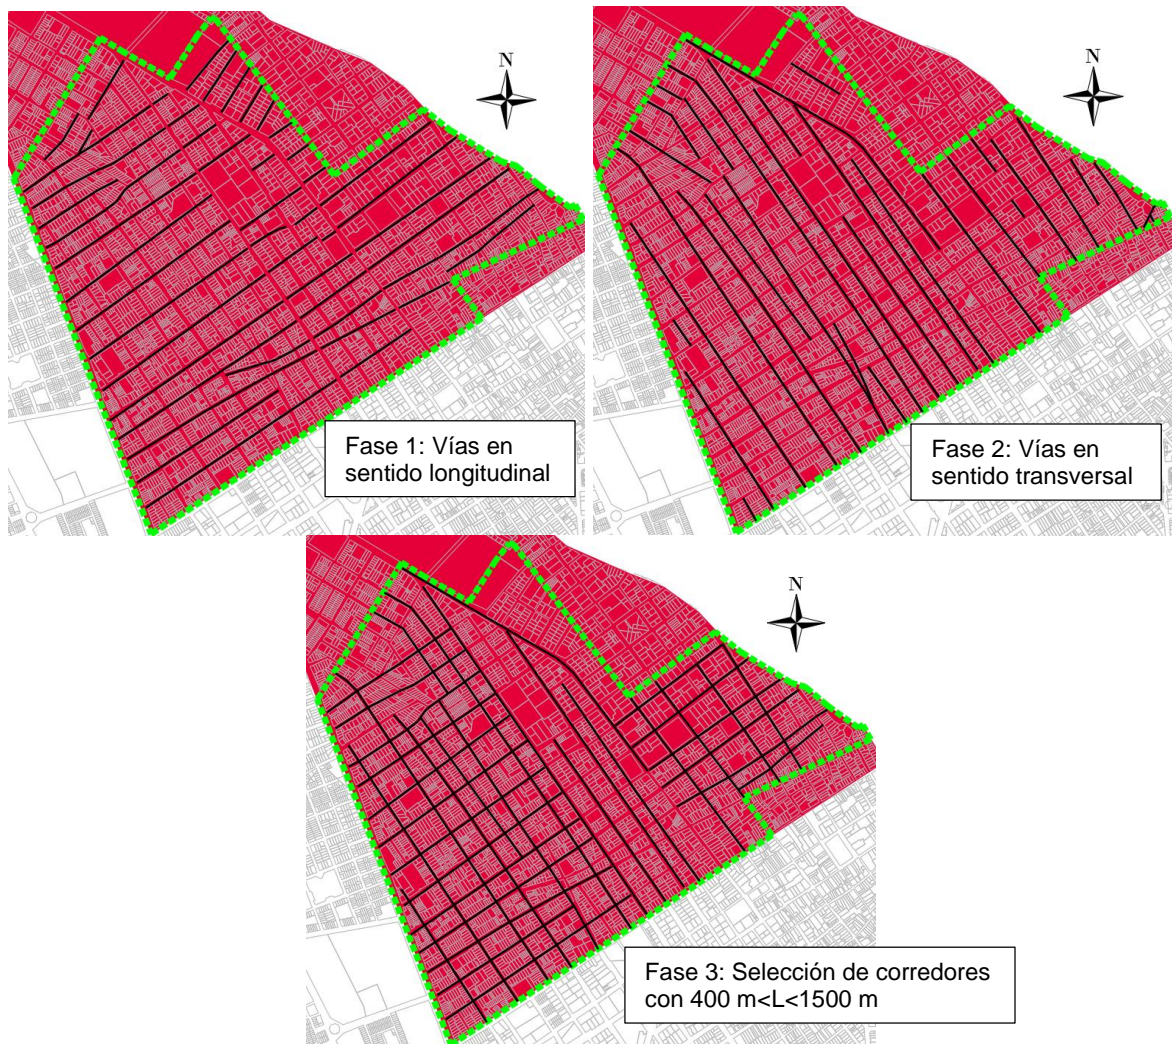 N
N
Fase 1: Vías en
sentido longitudinal
Fase 2: Vías en
sentido transversal
N
Fase 3: Selección de corredores
con 400 m<L<1500 m